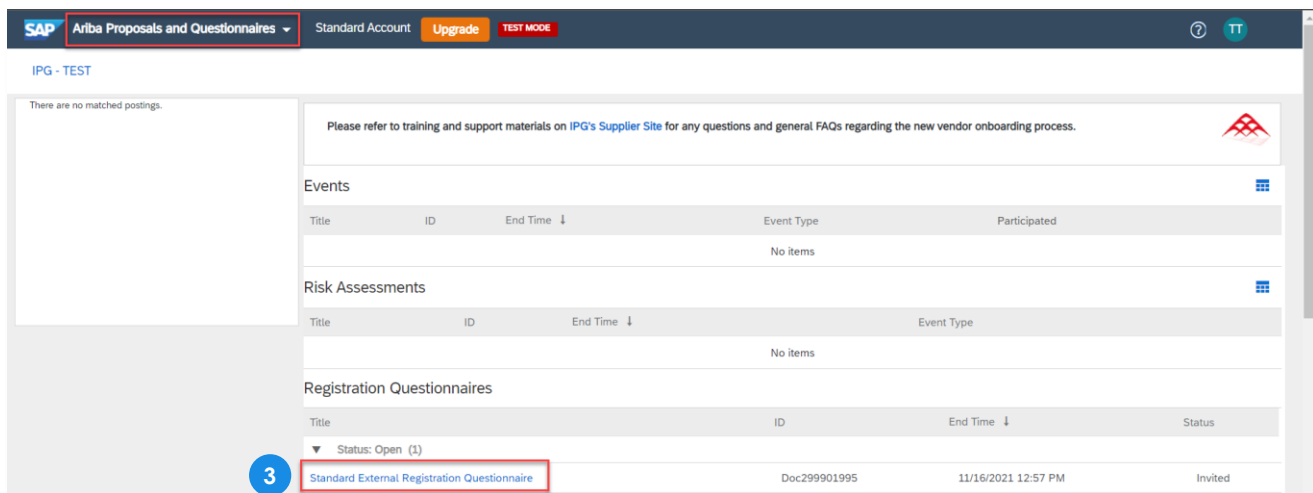 SAP Ariba Proposals and Questionnaires Standard Account Upgrade TEST MODE ? TT
IPG - TEST
There are no matched postings.
Please refer to training and support materials on IPG's Supplier Site for any questions and general FAQs regarding the new vendor onboarding process.
Events
Title ID End Time ↓ Event Type Participated
No items
Risk Assessments
Title ID End Time ↓ Event Type
No items
Registration Questionnaires
Title ID End Time ↓ Status
▼ Status: Open (1)
3 Standard External Registration Questionnaire Doc299901995 11/16/2021 12:57 PM Invited